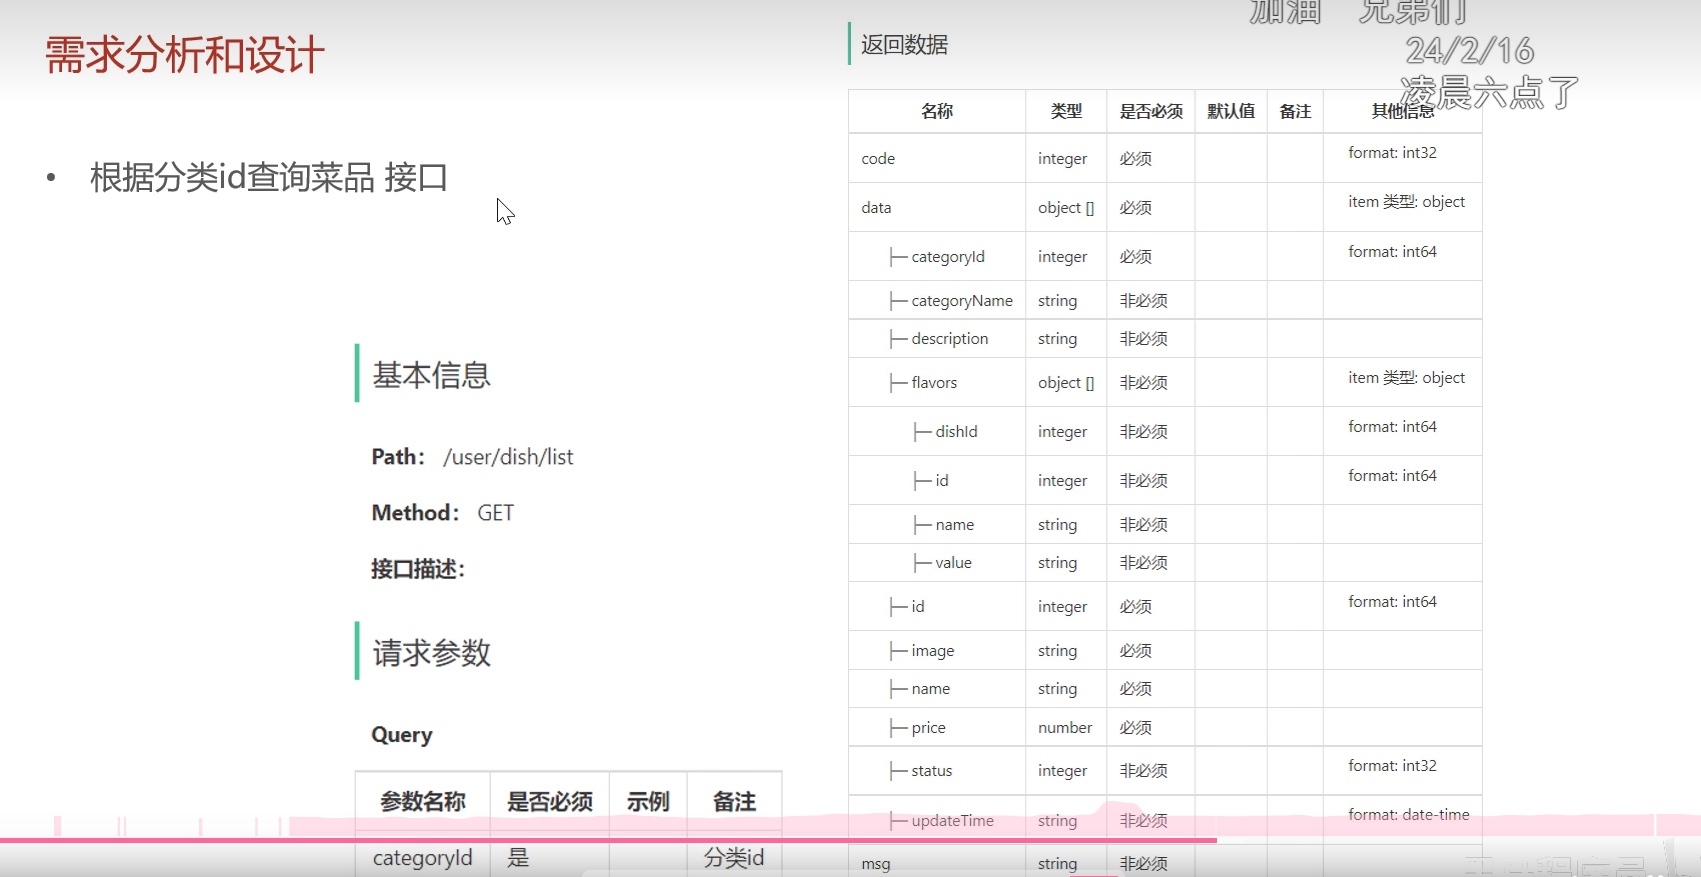 需求分析和设计
• 根据分类id查询菜品 接口
基本信息
Path： /user/dish/list
Method： GET
接口描述：
请求参数
Query
参数名称 是否必须 示例 备注
categoryId 是 分类id
加油 兄弟们
24/2/16
凌晨六点了
返回数据
名称 类型 是否必须 默认值 备注 其他信息
code integer 必须 format: int32
data object [] 必须 item 类型: object
├─ categoryId integer 必须 format: int64
├─ categoryName string 非必须
├─ description string 非必须
├─ flavors object [] 非必须 item 类型: object
├─ dishId integer 非必须 format: int64
├─ id integer 非必须 format: int64
├─ name string 非必须
├─ value string 非必须
├─ id integer 必须 format: int64
├─ image string 必须
├─ name string 必须
├─ price number 必须
├─ status integer 非必须 format: int32
├─ updateTime string 非必须 format: date-time
msg string 非必须